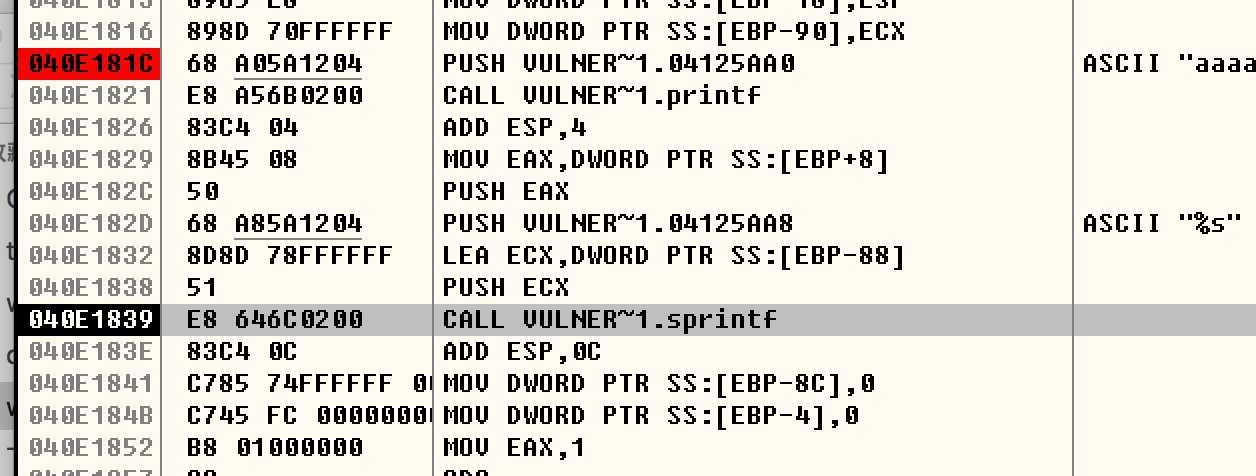 040E1816 898D 70FFFFFF MOV DWORD PTR SS:[EBP-90],ECX
040E181C 68 A05A1204 PUSH VULNER~1.04125AA0 ASCII "aaaa
040E1821 E8 A56B0200 CALL VULNER~1.printf
040E1826 83C4 04 ADD ESP,4
040E1829 8B45 08 MOV EAX,DWORD PTR SS:[EBP+8]
040E182C 50 PUSH EAX
040E182D 68 A85A1204 PUSH VULNER~1.04125AA8 ASCII "%s"
040E1832 8D8D 78FFFFFF LEA ECX,DWORD PTR SS:[EBP-88]
040E1838 51 PUSH ECX
040E1839 E8 646C0200 CALL VULNER~1.sprintf
040E183E 83C4 0C ADD ESP,0C
040E1841 C785 74FFFFFF 0 MOV DWORD PTR SS:[EBP-8C],0
040E184B C745 FC 0000000 MOV DWORD PTR SS:[EBP-4],0
040E1852 B8 01000000 MOV EAX,1